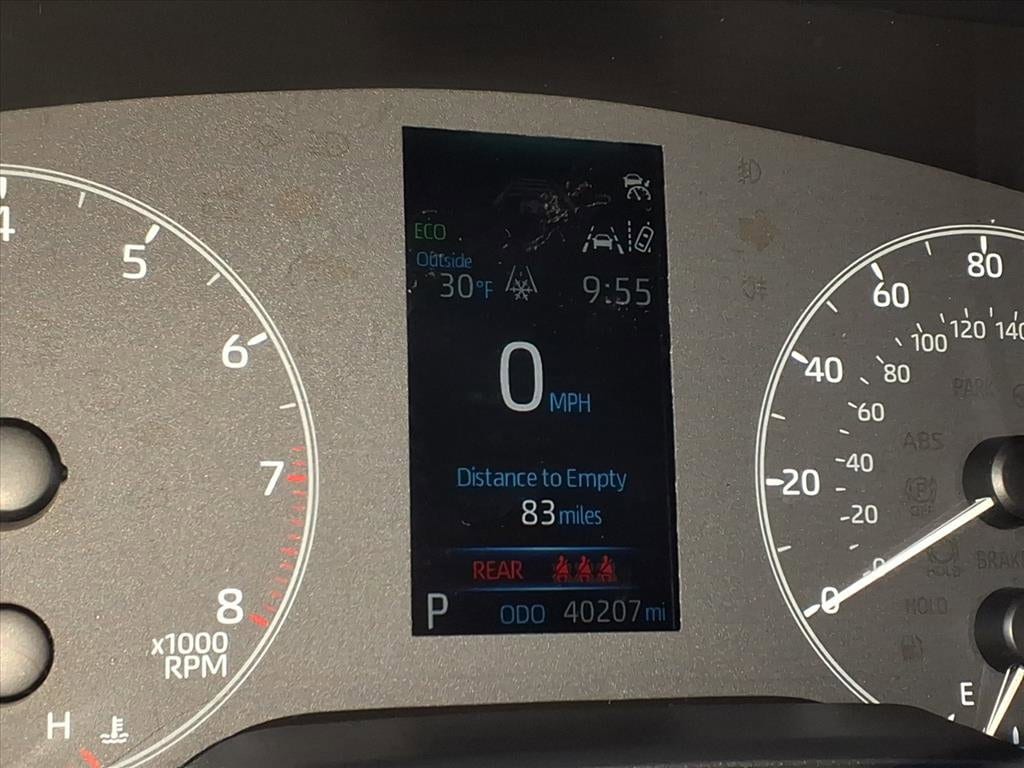 4
5
6
7
8
x1000
RPM
H
ECO
Outside
30°F
9:55
0 MPH
Distance to Empty
83 miles
REAR
P ODO 40207 mi
0
20
40
60
80
0
20
40
60
80
100
120
140
PARK
ABS
BRAKE
HOLD
HOLD
E